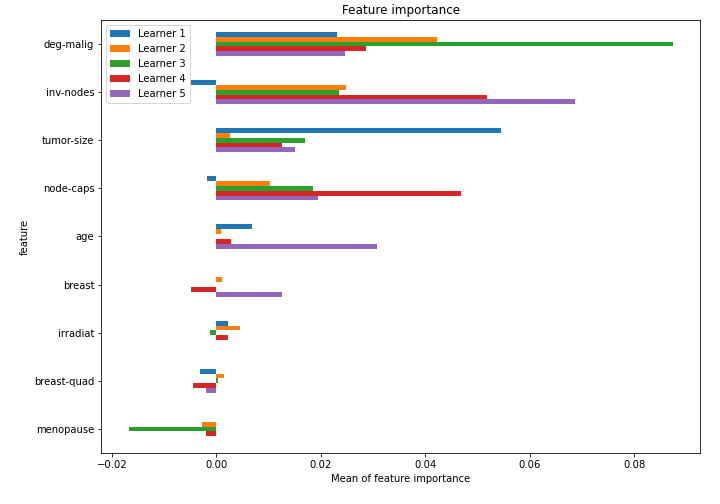 Feature importance
Learner 1
Learner 2
Learner 3
Learner 4
Learner 5
deg-malig
inv-nodes
tumor-size
node-caps
age
breast
irradiat
breast-quad
menopause
feature
−0.02 0.00 0.02 0.04 0.06 0.08
Mean of feature importance